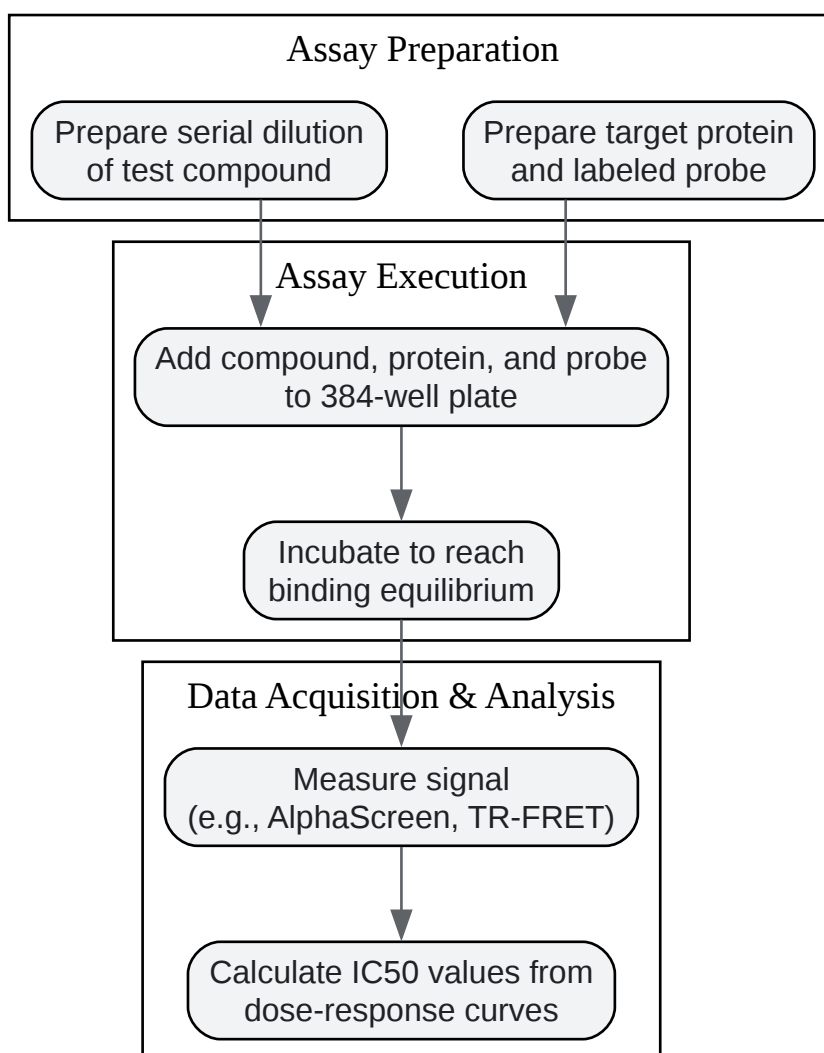 Assay Preparation
Prepare serial dilution
of test compound
Prepare target protein
and labeled probe
Assay Execution
Add compound, protein, and probe
to 384-well plate
Incubate to reach
binding equilibrium
Data Acquisition & Analysis
Measure signal
(e.g., AlphaScreen, TR-FRET)
Calculate IC50 values from
dose-response curves